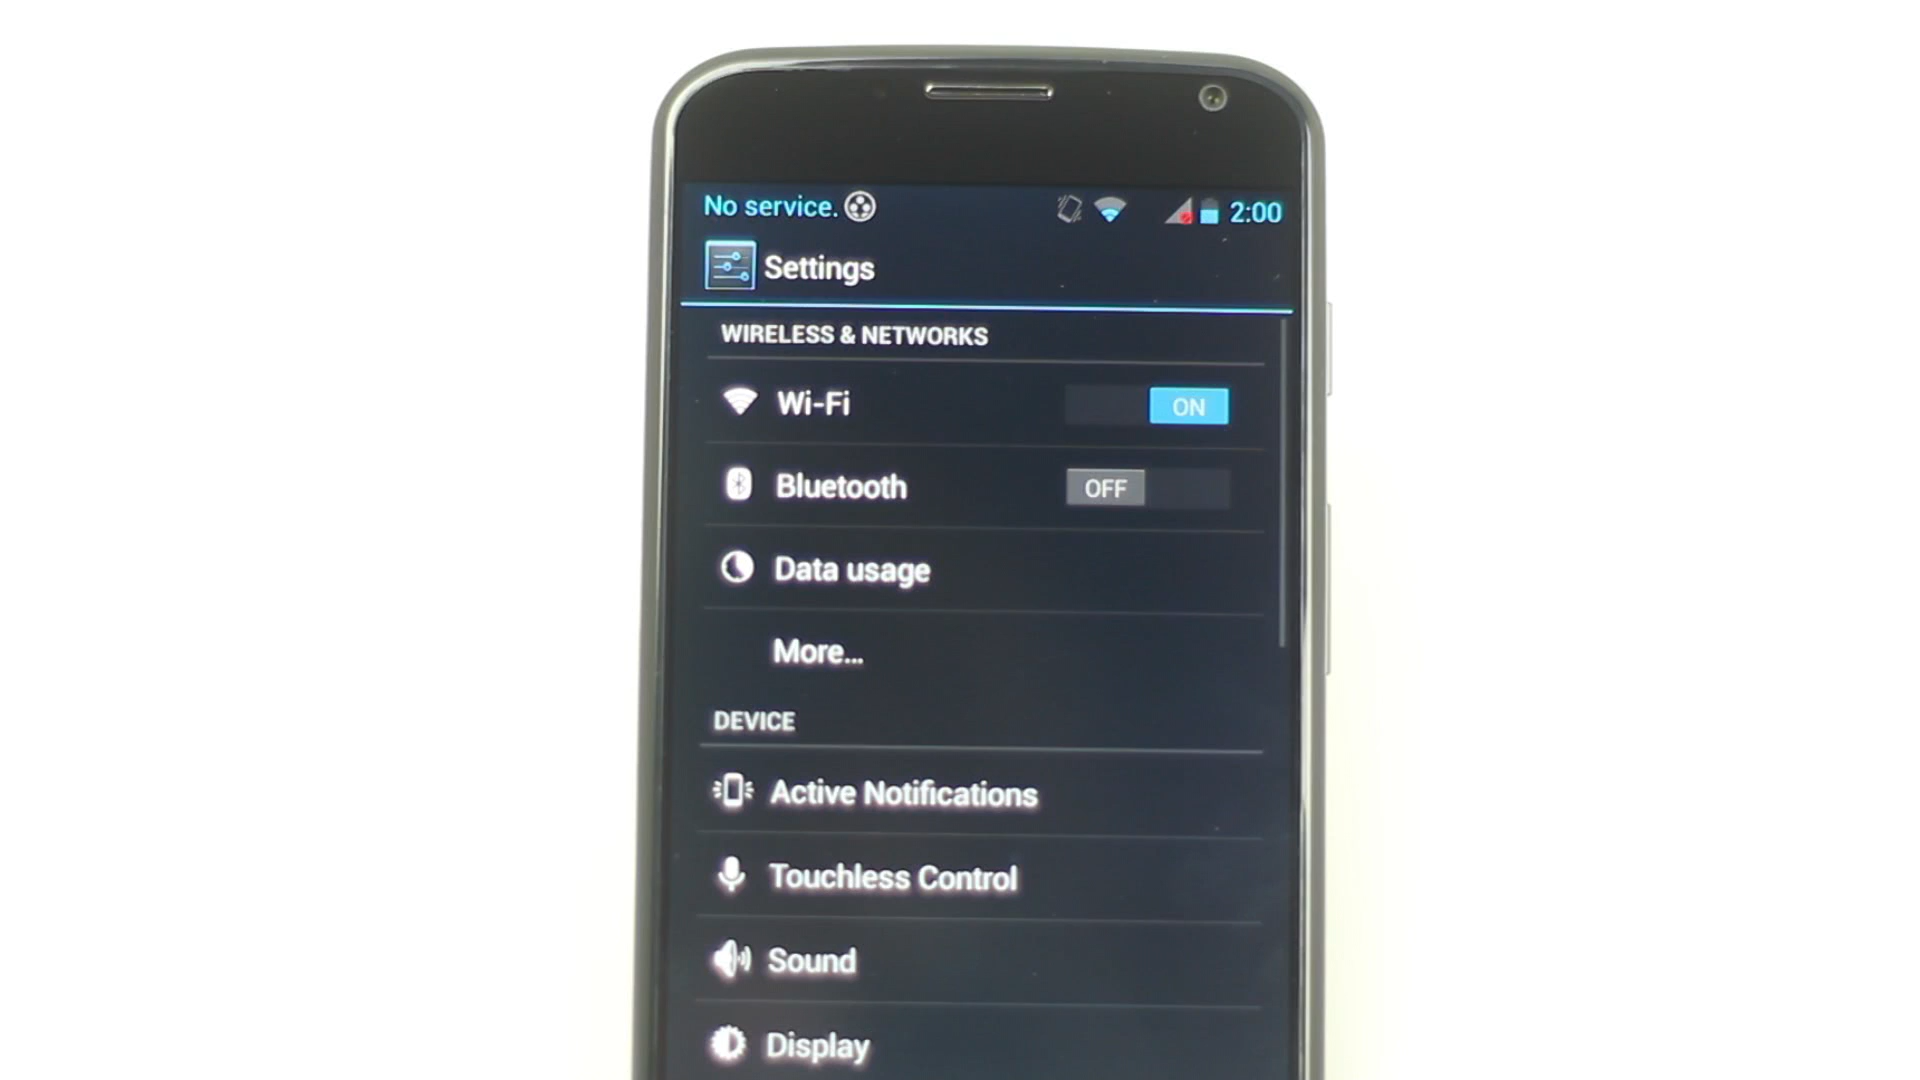 No service. 2:00
Settings
WIRELESS & NETWORKS
Wi-Fi ON
Bluetooth OFF
Data usage
More...
DEVICE
Active Notifications
Touchless Control
Sound
Display